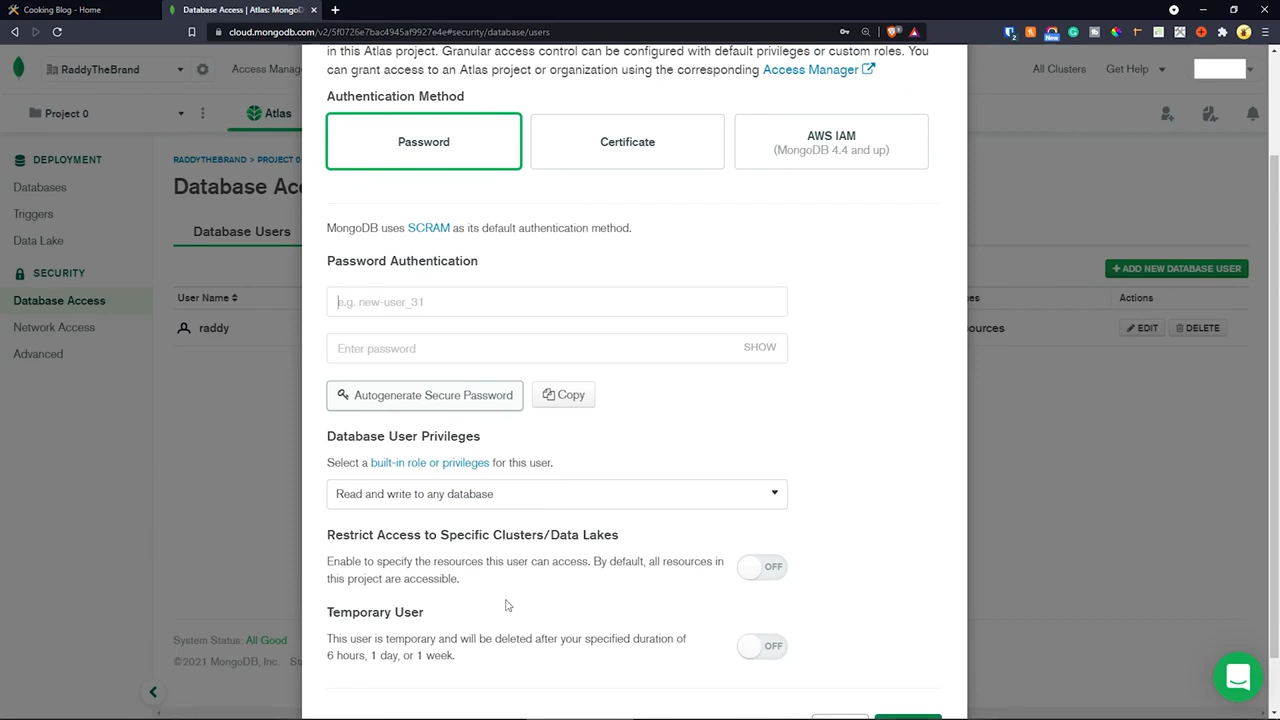 Cooking Blog - Home
Database Access | Atlas: MongoD
cloud.mongodb.com/v2/5f0726e7bac4945af9927e4e#security/database/users
in this Atlas project. Granular access control can be configured with default privileges or custom roles. You
RaddyTheBrand
Access Manag
can grant access to an Atlas project or organization using the corresponding Access Manager
All Clusters
Get Help
Authentication Method
Project 0
Atlas
Password
Certificate
AWS IAM
(MongoDB 4.4 and up)
DEPLOYMENT
RADDYTHEBRAND > PROJECT 0
Databases
Database Acc
Triggers
Data Lake
Database Users
MongoDB uses SCRAM as its default authentication method.
Password Authentication
SECURITY
ADD NEW DATABASE USER
Database Access
User Name
e.g. new-user_31
Actions
Network Access
raddy
ources
EDIT
DELETE
Advanced
Enter password
SHOW
Autogenerate Secure Password
Copy
Database User Privileges
Select a built-in role or privileges for this user.
Read and write to any database
Restrict Access to Specific Clusters/Data Lakes
Enable to specify the resources this user can access. By default, all resources in
this project are accessible.
OFF
Temporary User
This user is temporary and will be deleted after your specified duration of
6 hours, 1 day, or 1 week.
OFF
System Status: All Good
©2021 MongoDB, Inc.